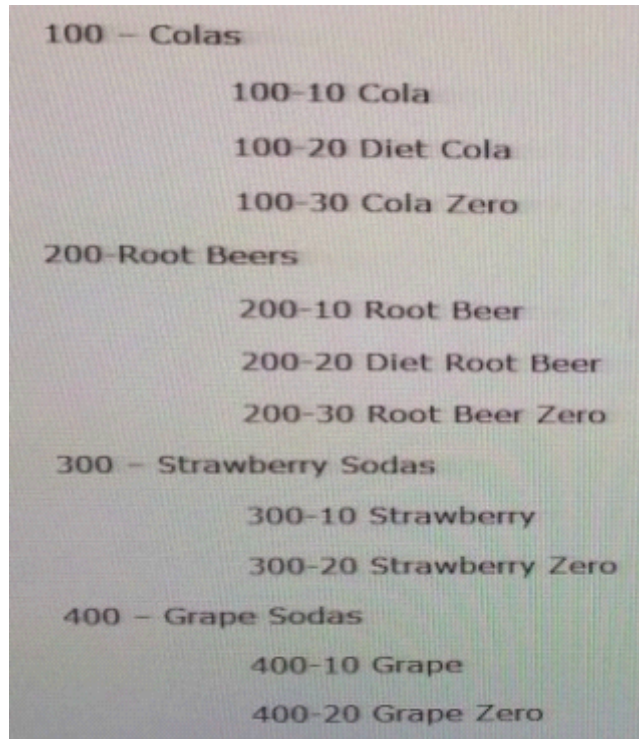 100 – Colas
100-10 Cola
100-20 Diet Cola
100-30 Cola Zero
200-Root Beers
200-10 Root Beer
200-20 Diet Root Beer
200-30 Root Beer Zero
300 – Strawberry Sodas
300-10 Strawberry
300-20 Strawberry Zero
400 – Grape Sodas
400-10 Grape
400-20 Grape Zero